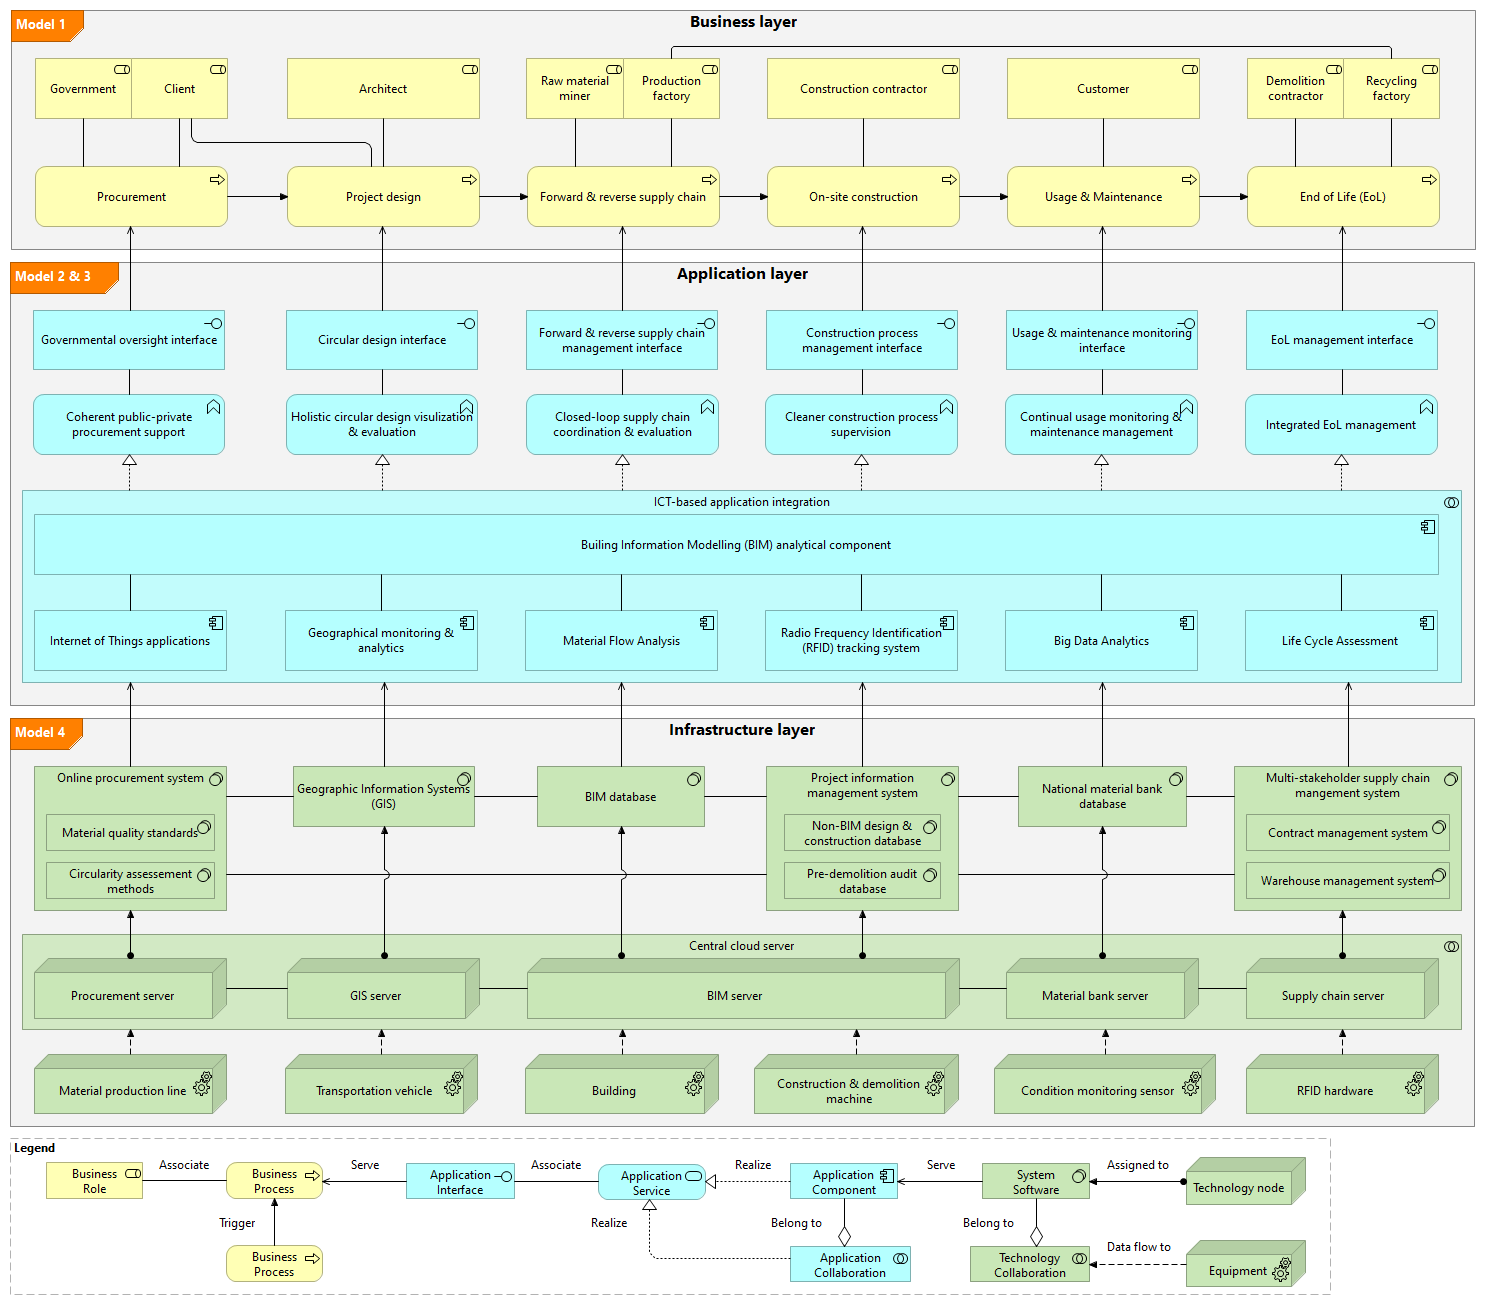 Model 1
Business layer
Government
Client
Architect
Raw material
miner
Production
factory
Construction contractor
Customer
Demolition
contractor
Recycling
factory
Procurement
Project design
Forward & reverse supply chain
On-site construction
Usage & Maintenance
End of Life (EoL)
Model 2 & 3
Application layer
Governmental oversight interface
Circular design interface
Forward & reverse supply chain
management interface
Construction process
management interface
Usage & maintenance monitoring
interface
EoL management interface
Coherent public-private
procurement support
Holistic circular design visulization
& evaluation
Closed-loop supply chain
coordination & evaluation
Cleaner construction process
supervision
Continual usage monitoring &
maintenance management
Integrated EoL management
ICT-based application integration
Builing Information Modelling (BIM) analytical component
Internet of Things applications
Geographical monitoring &
analytics
Material Flow Analysis
Radio Frequency Identification
(RFID) tracking system
Big Data Analytics
Life Cycle Assessment
Model 4
Infrastructure layer
Online procurement system
Material quality standards
Circularity assessement
methods
Geographic Information Systems
(GIS)
BIM database
Project information
management system
Non-BIM design &
construction database
Pre-demolition audit
database
National material bank
database
Multi-stakeholder supply chain
mangement system
Contract management system
Warehouse management system
Central cloud server
Procurement server
GIS server
BIM server
Material bank server
Supply chain server
Material production line
Transportation vehicle
Building
Construction & demolition
machine
Condition monitoring sensor
RFID hardware
Legend
Business
Role
Associate
Business
Process
Serve
Application
Interface
Associate
Application
Service
Realize
Application
Component
Serve
System
Software
Assigned to
Technology node
Trigger
Realize
Belong to
Belong to
Business
Process
Application
Collaboration
Technology
Collaboration
Data flow to
Equipment